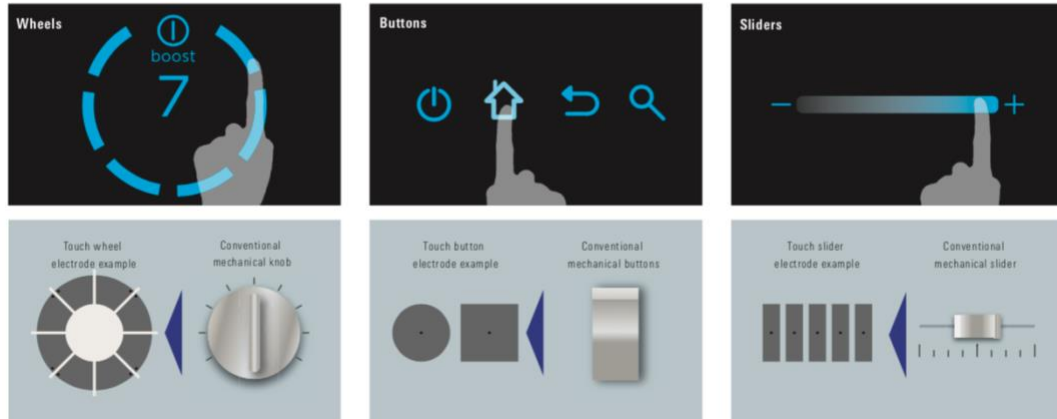 Wheels
boost
7
Buttons
Sliders
Touch wheel
electrode example
Conventional
mechanical knob
Touch button
electrode example
Conventional
mechanical buttons
Touch slider
electrode example
Conventional
mechanical slider